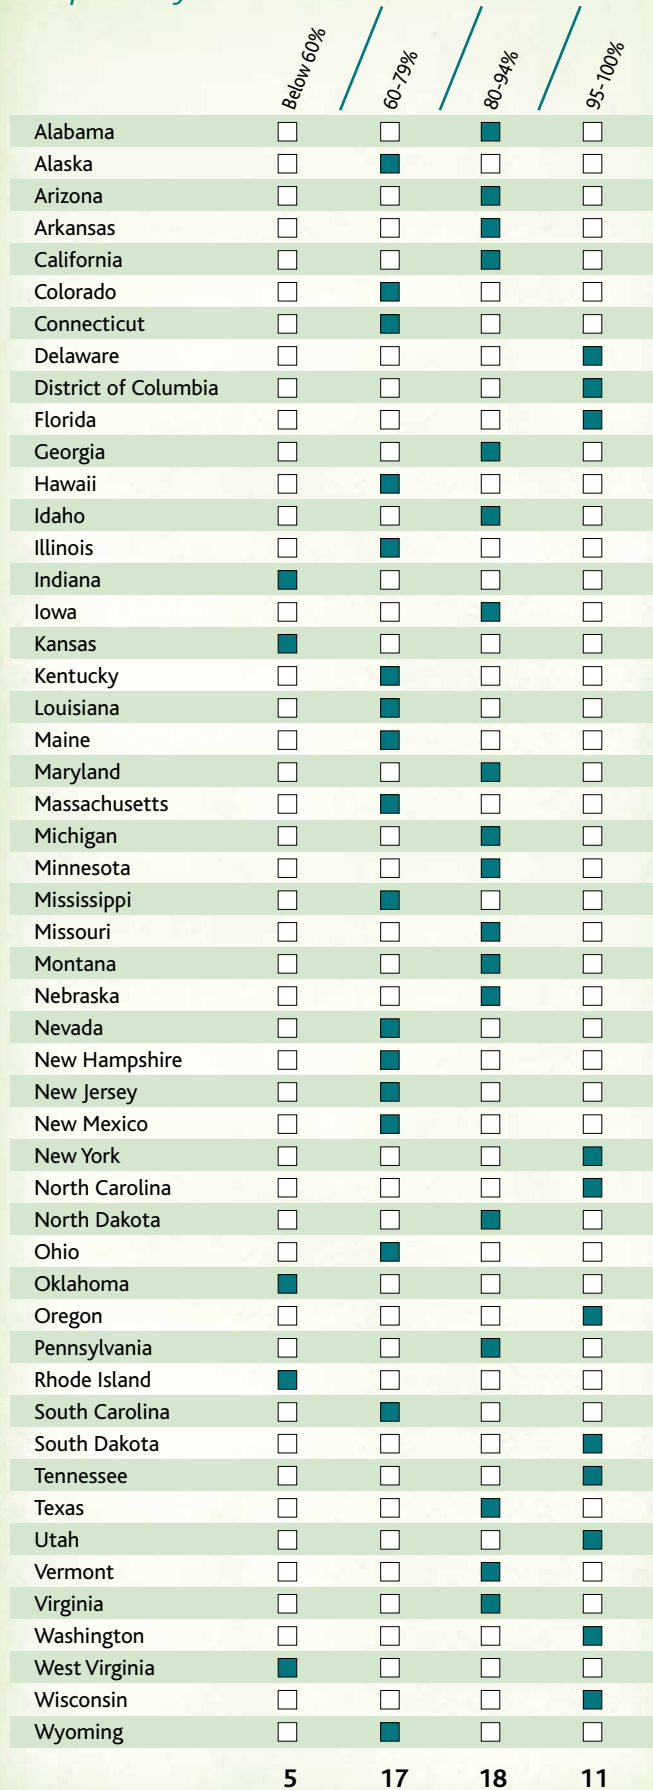 Below 60%
60-79%
80-94%
95-100%
Alabama
Alaska
Arizona
Arkansas
California
Colorado
Connecticut
Delaware
District of Columbia
Florida
Georgia
Hawaii
Idaho
Illinois
Indiana
Iowa
Kansas
Kentucky
Louisiana
Maine
Maryland
Massachusetts
Michigan
Minnesota
Mississippi
Missouri
Montana
Nebraska
Nevada
New Hampshire
New Jersey
New Mexico
New York
North Carolina
North Dakota
Ohio
Oklahoma
Oregon
Pennsylvania
Rhode Island
South Carolina
South Dakota
Tennessee
Texas
Utah
Vermont
Virginia
Washington
West Virginia
Wisconsin
Wyoming
5 17 18 11